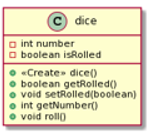 C dice
int number
boolean isRolled
«Create» dice()
boolean getRolled()
void setRolled(boolean)
int getNumber()
void roll()